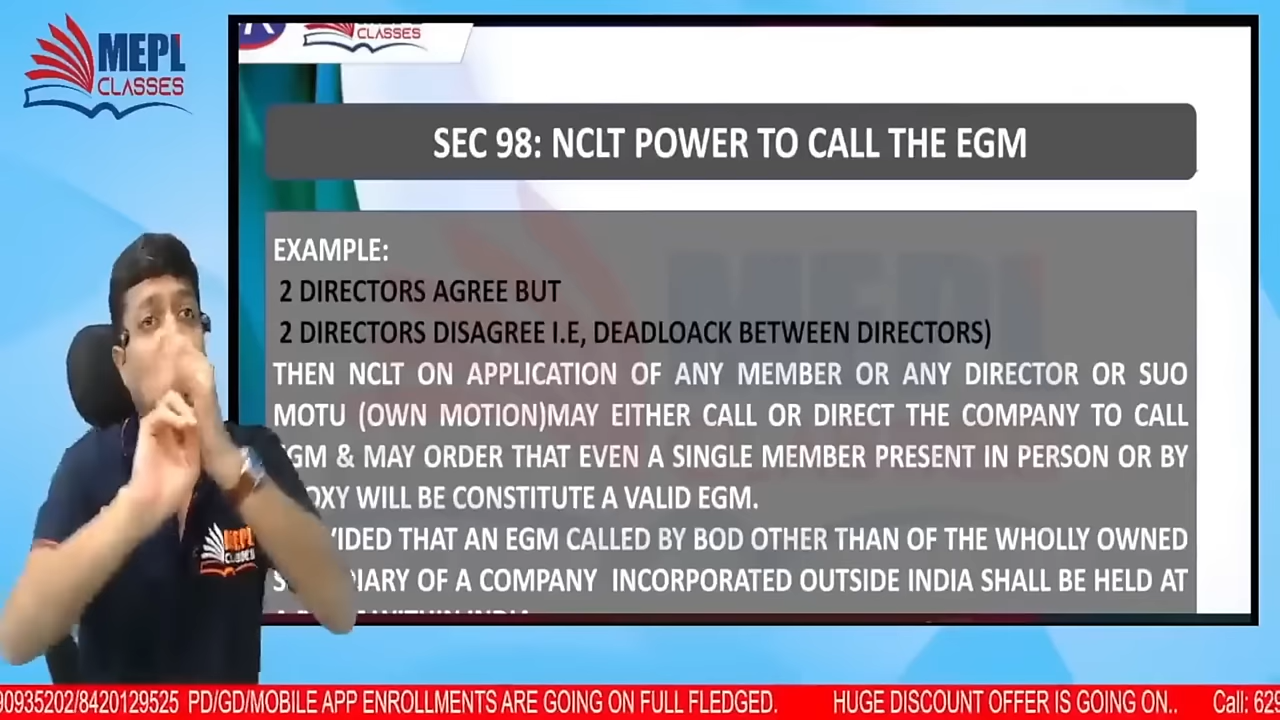 MEPL
CLASSES
CLASSES
SEC 98: NCLT POWER TO CALL THE EGM
EXAMPLE:
2 DIRECTORS AGREE BUT
2 DIRECTORS DISAGREE I.E, DEADLOACK BETWEEN DIRECTORS)
THEN NCLT ON APPLICATION OF ANY MEMBER OR ANY DIRECTOR OR SUO
MOTU (OWN MOTION)MAY EITHER CALL OR DIRECT THE COMPANY TO CALL
EGM & MAY ORDER THAT EVEN A SINGLE MEMBER PRESENT IN PERSON OR BY
WILL BE CONSTITUTE A VALID EGM.
THAT AN EGM CALLED BY BOD OTHER THAN OF THE WHOLLY OWNED
OF A COMPANY INCORPORATED OUTSIDE INDIA SHALL BE HELD AT
MEPL
MEPL
CLASSES
90935202/8420129525 PD/GD/MOBILE APP ENROLLMENTS ARE GOING ON FULL FLEDGED. HUGE DISCOUNT OFFER IS GOING ON.. Call: 629